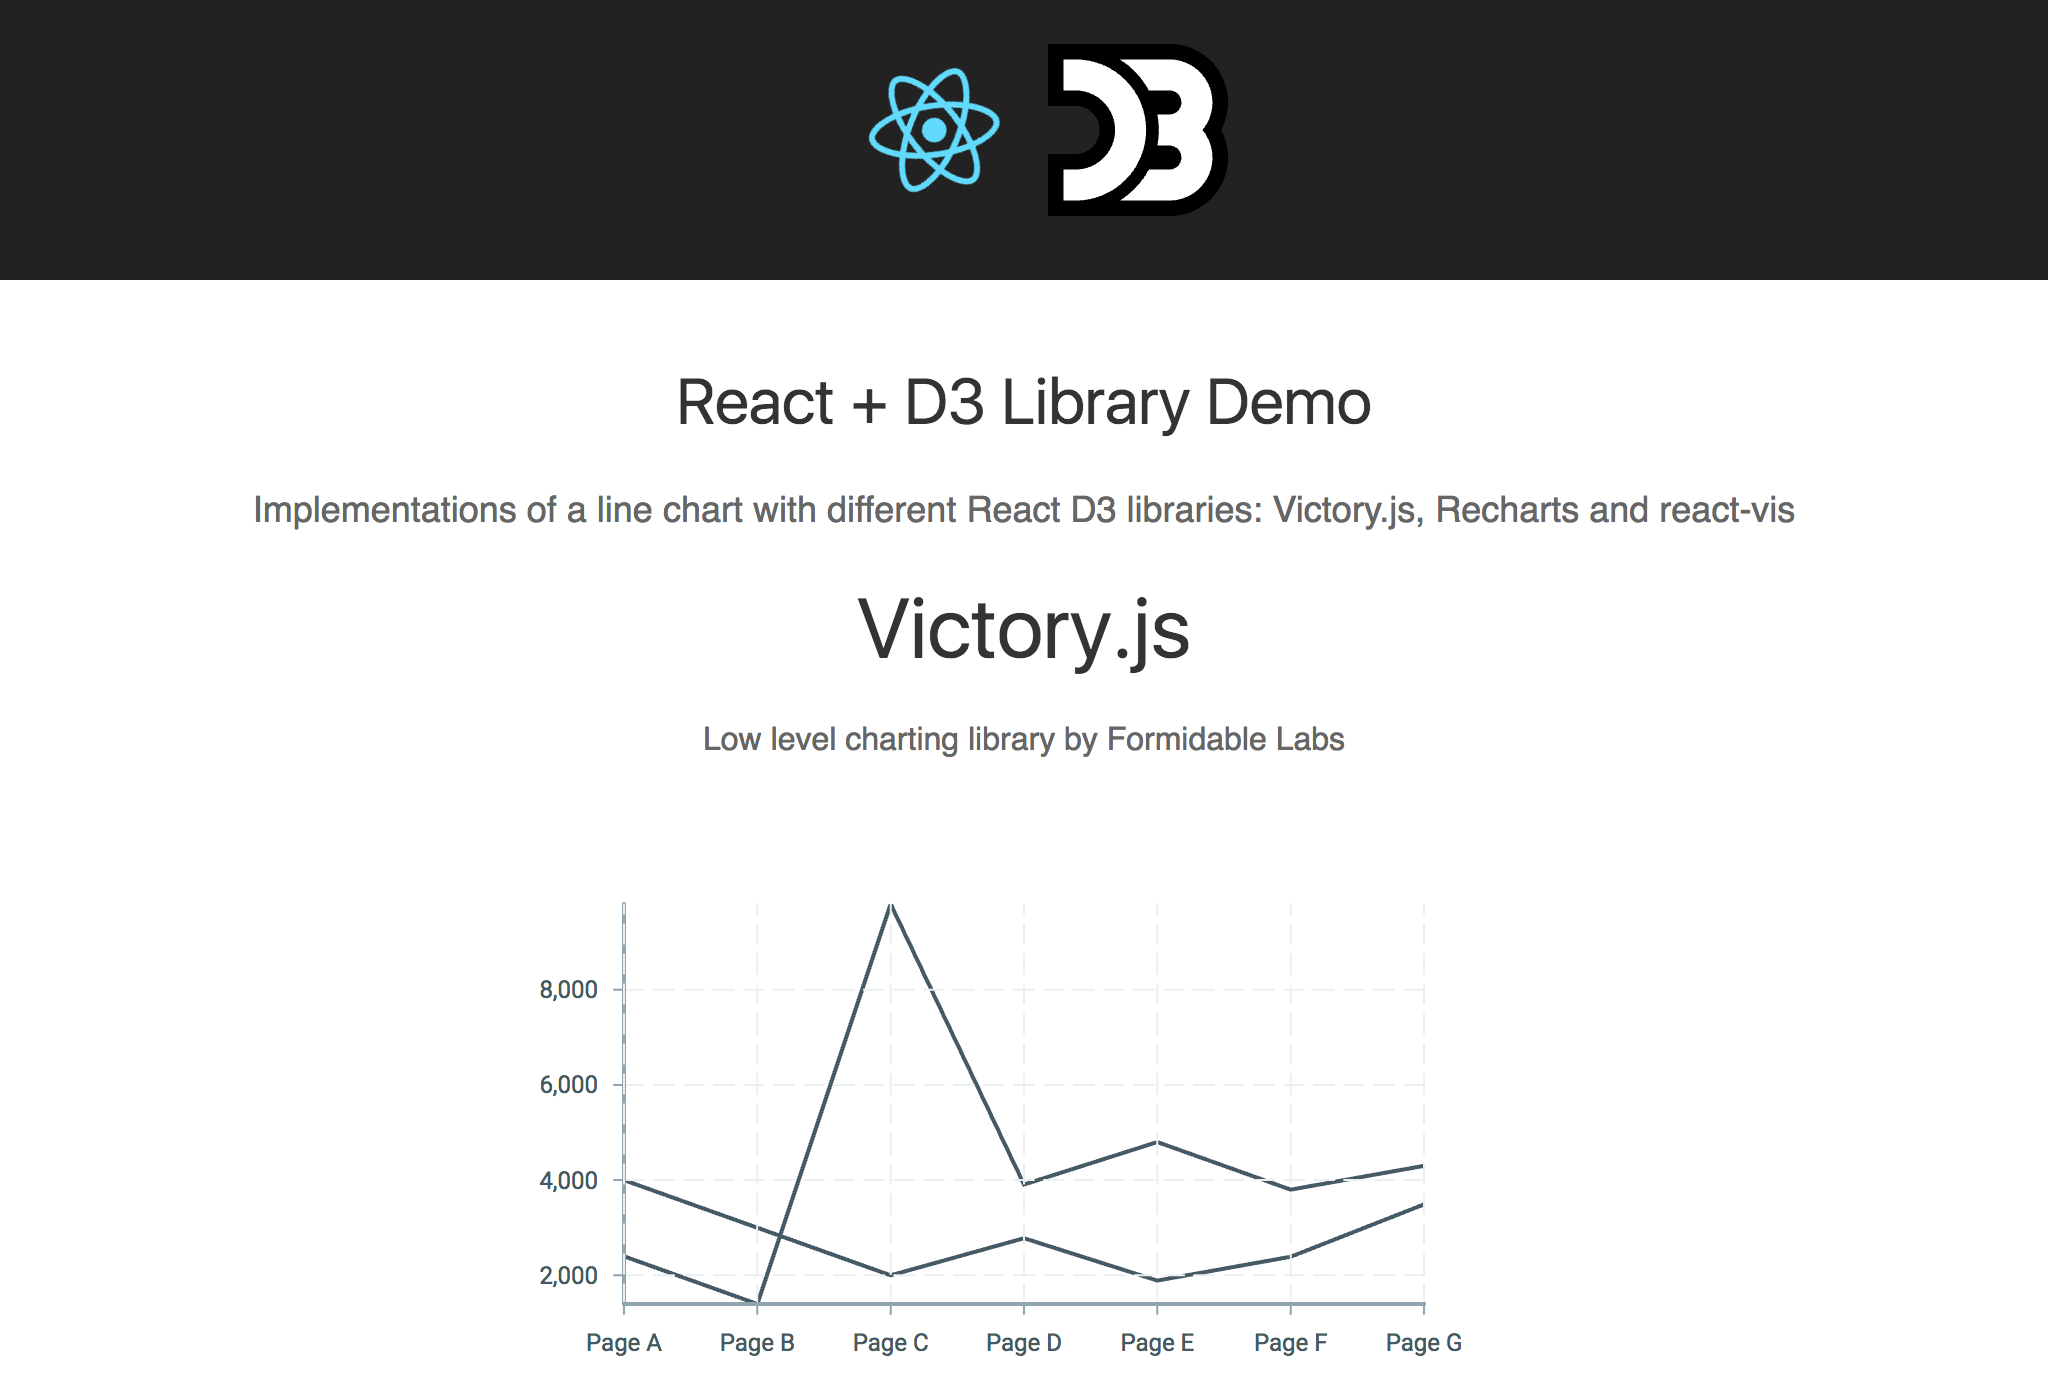 D3
React + D3 Library Demo
Implementations of a line chart with different React D3 libraries: Victory.js, Recharts and react-vis
Victory.js
Low level charting library by Formidable Labs
8,000
6,000
4,000
2,000
Page A Page B Page C Page D Page E Page F Page G